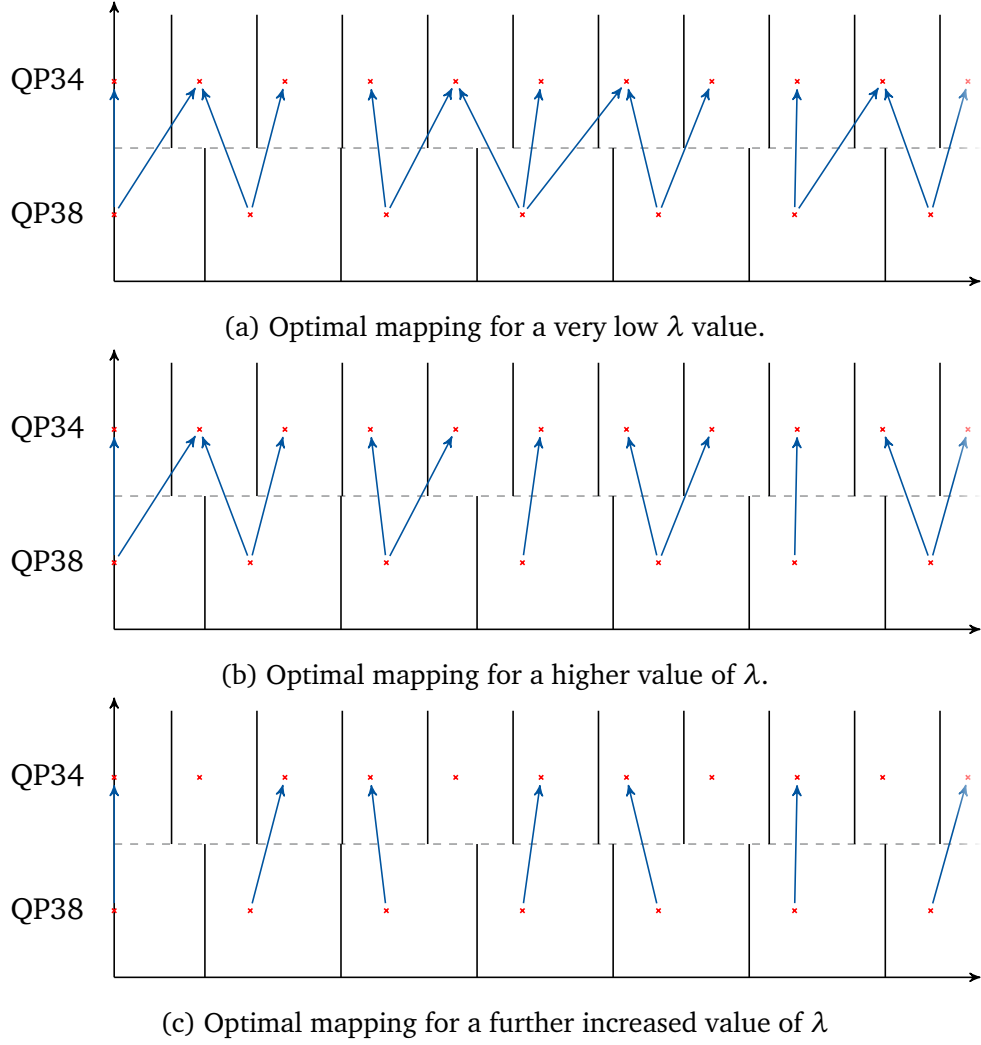 QP34
QP38
(a) Optimal mapping for a very low λ value.
QP34
QP38
(b) Optimal mapping for a higher value of λ.
QP34
QP38
(c) Optimal mapping for a further increased value of λ